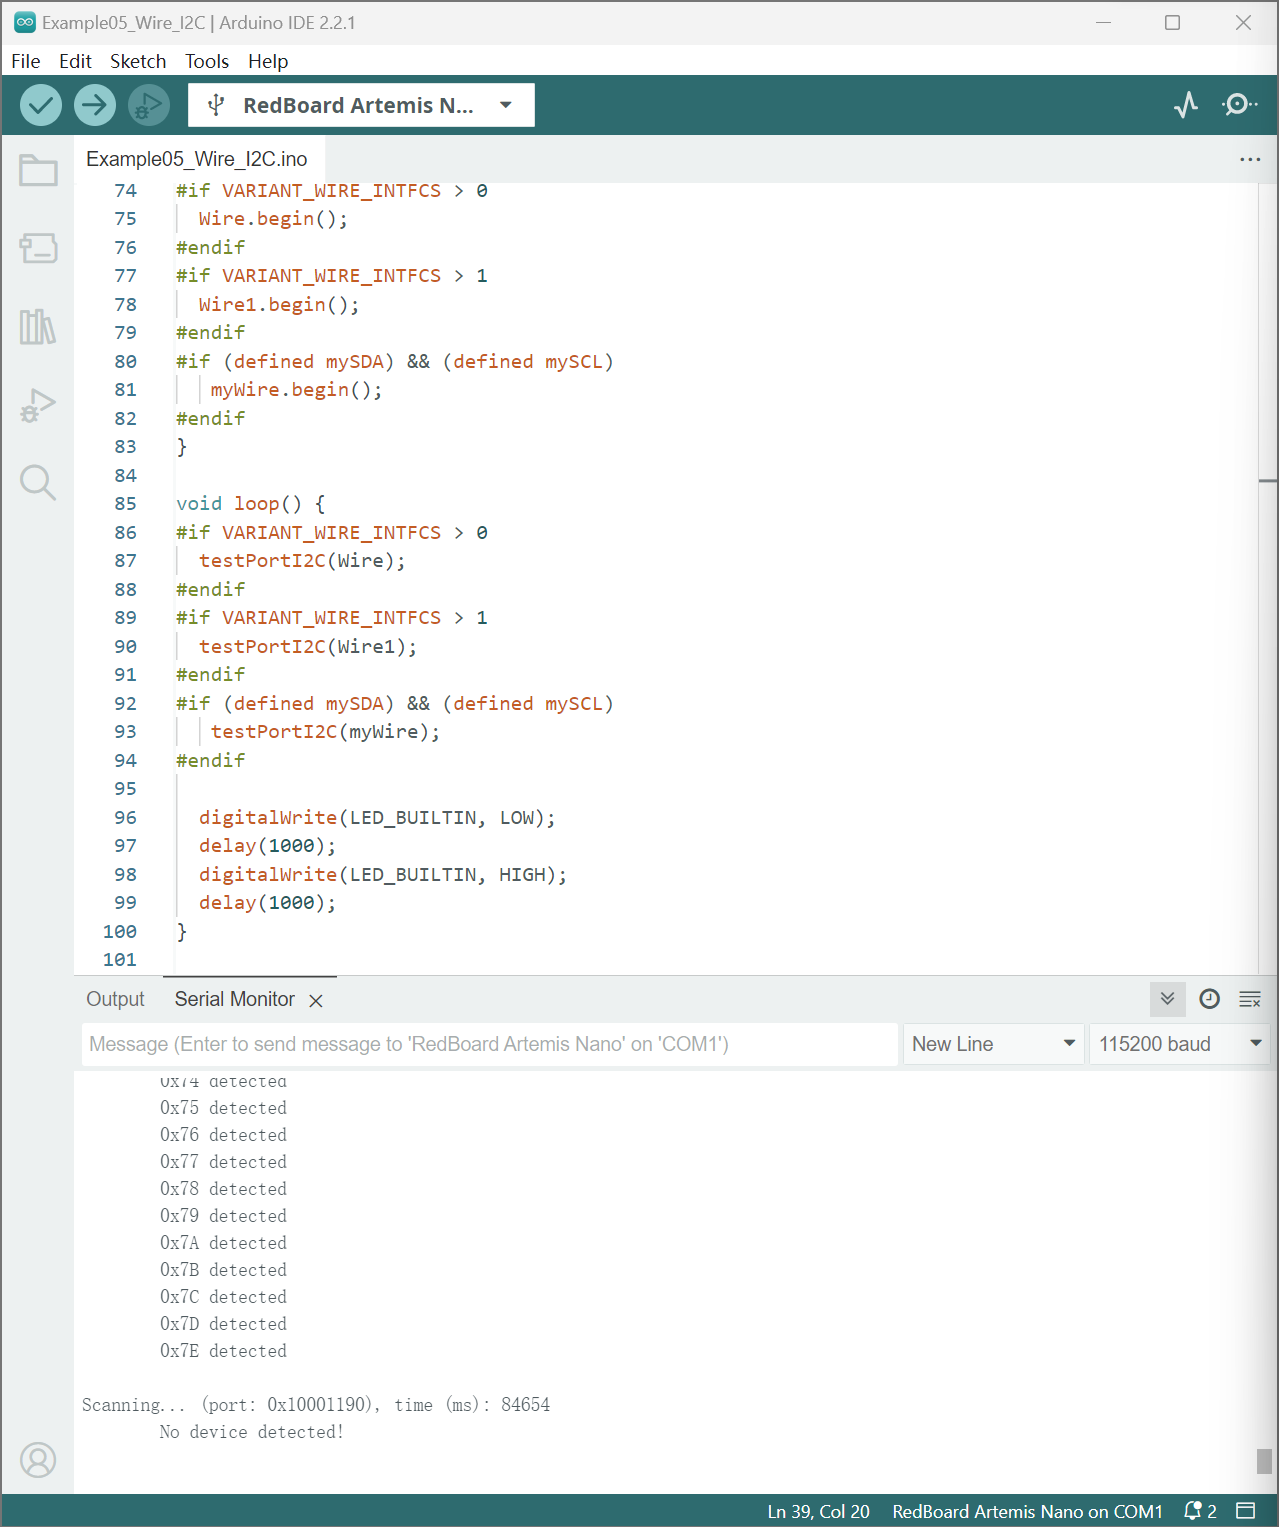 Example05_Wire_I2C | Arduino IDE 2.2.1
File Edit Sketch Tools Help
RedBoard Artemis N...
Example05_Wire_I2C.ino
74 #if VARIANT_WIRE_INTFCS > 0
75 Wire.begin();
76 #endif
77 #if VARIANT_WIRE_INTFCS > 1
78 Wire1.begin();
79 #endif
80 #if (defined mySDA) && (defined mySCL)
81 myWire.begin();
82 #endif
83 }
84
85 void loop() {
86 #if VARIANT_WIRE_INTFCS > 0
87 testPortI2C(Wire);
88 #endif
89 #if VARIANT_WIRE_INTFCS > 1
90 testPortI2C(Wire1);
91 #endif
92 #if (defined mySDA) && (defined mySCL)
93 testPortI2C(myWire);
94 #endif
95
96 digitalWrite(LED_BUILTIN, LOW);
97 delay(1000);
98 digitalWrite(LED_BUILTIN, HIGH);
99 delay(1000);
100 }
101
Output Serial Monitor
Message (Enter to send message to 'RedBoard Artemis Nano' on 'COM1') New Line 115200 baud
0x74 detected
0x75 detected
0x76 detected
0x77 detected
0x78 detected
0x79 detected
0x7A detected
0x7B detected
0x7C detected
0x7D detected
0x7E detected
Scanning... (port: 0x10001190), time (ms): 84654
No device detected!
Ln 39, Col 20 RedBoard Artemis Nano on COM1 2